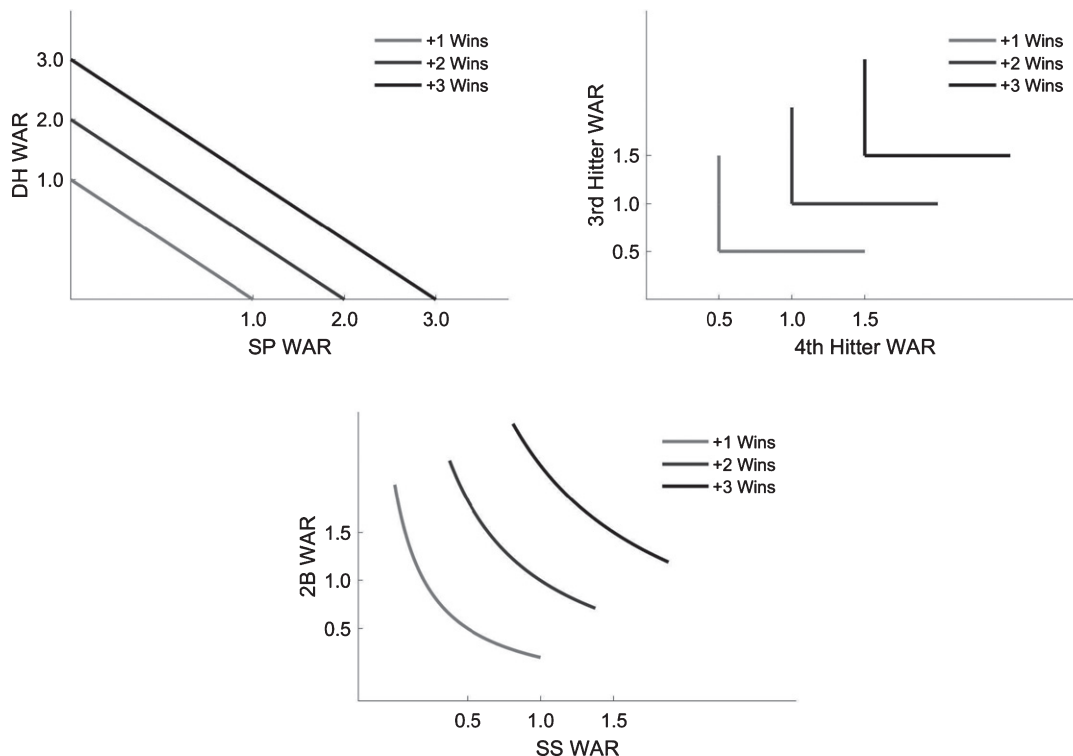 +1 Wins
+2 Wins
+3 Wins
3.0
2.0
1.0
DH WAR
1.0 2.0 3.0
SP WAR
+1 Wins
+2 Wins
+3 Wins
3rd Hitter WAR
1.5
1.0
0.5
0.5 1.0 1.5
4th Hitter WAR
+1 Wins
+2 Wins
+3 Wins
2B WAR
1.5
1.0
0.5
0.5 1.0 1.5
SS WAR